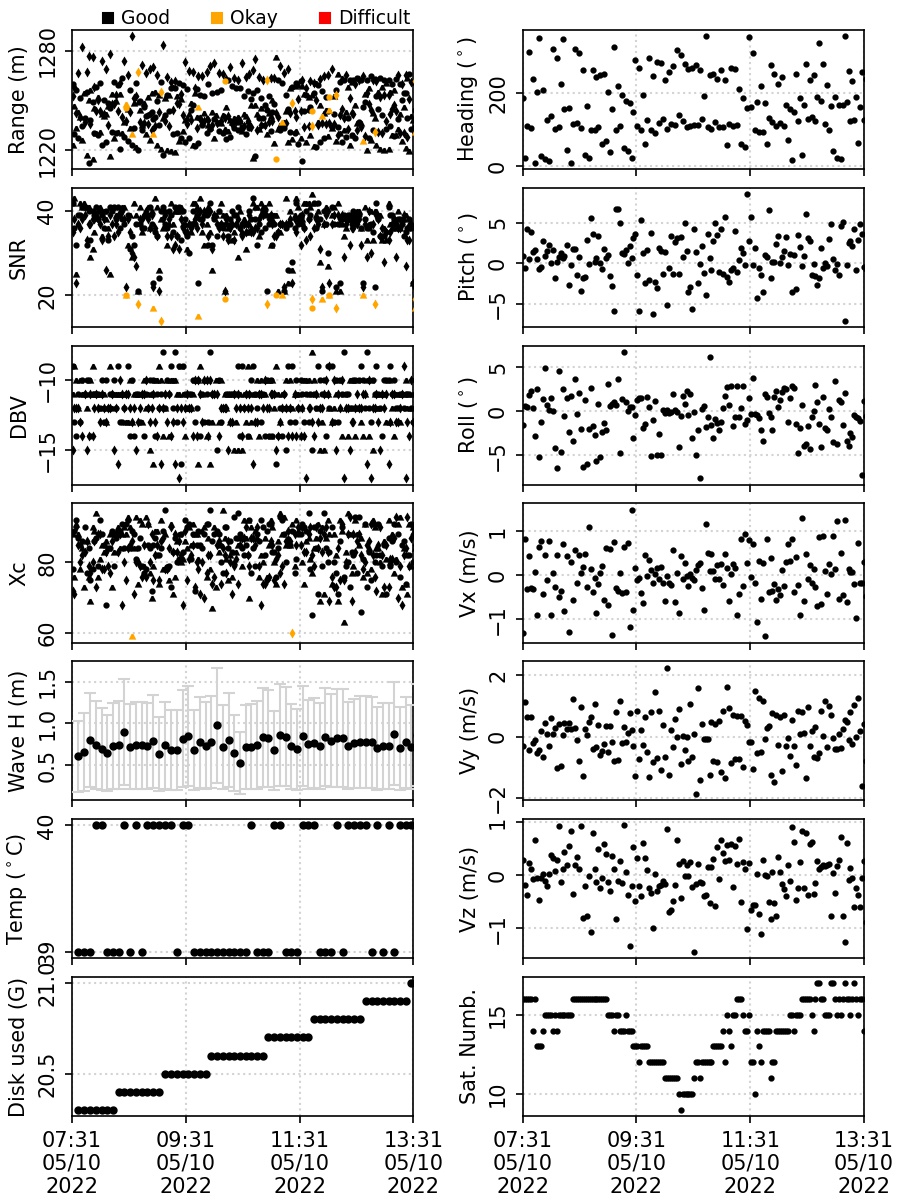 Good Okay Difficult
Range (m)
1280
1220
Heading (°)
200
0
SNR
40
20
Pitch (°)
5
0
−5
DBV
−10
−15
Roll (°)
5
0
−5
Xc
80
60
Vx (m/s)
1
0
−1
Wave H (m)
1.5
1.0
0.5
Vy (m/s)
2
0
−2
Temp (°C)
40
39
Vz (m/s)
1
0
−1
Disk used (G)
21.0
20.5
Sat. Numb.
15
10
07:31 09:31 11:31 13:31
05/10 05/10 05/10 05/10
2022 2022 2022 2022
07:31 09:31 11:31 13:31
05/10 05/10 05/10 05/10
2022 2022 2022 2022